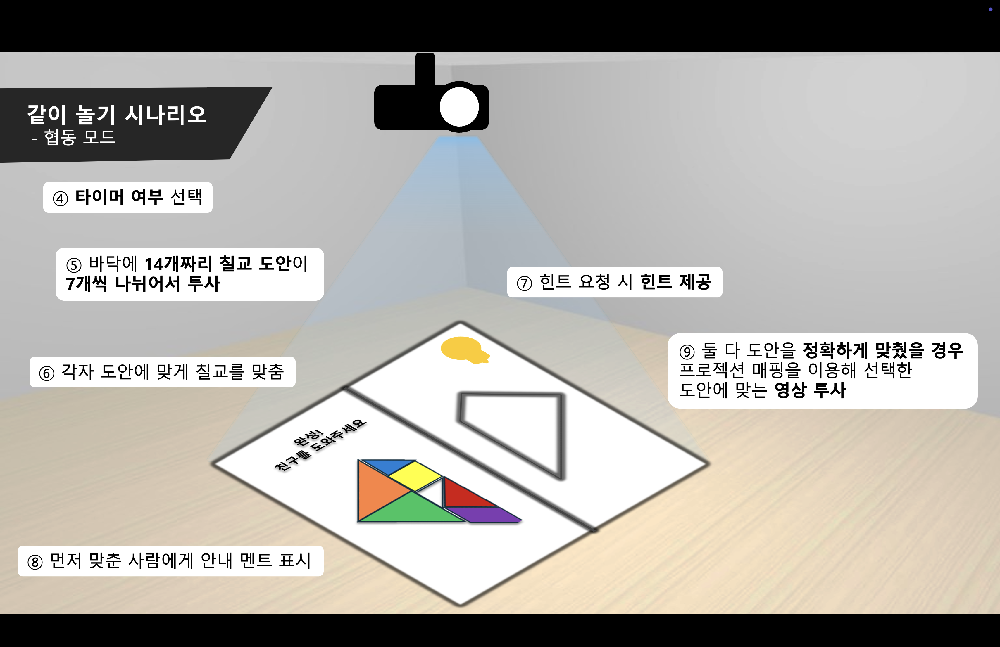 같이 놀기 시나리오
- 협동 모드
④ 타이머 여부 선택
⑤ 바닥에 14개짜리 칠교 도안이
7개씩 나뉘어서 투사
⑥ 각자 도안에 맞게 칠교를 맞춤
⑦ 힌트 요청 시 힌트 제공
⑧ 먼저 맞춘 사람에게 안내 멘트 표시
⑨ 둘 다 도안을 정확하게 맞췄을 경우
프로젝션 매핑을 이용해 선택한
도안에 맞는 영상 투사
완성!
친구를 도와주세요